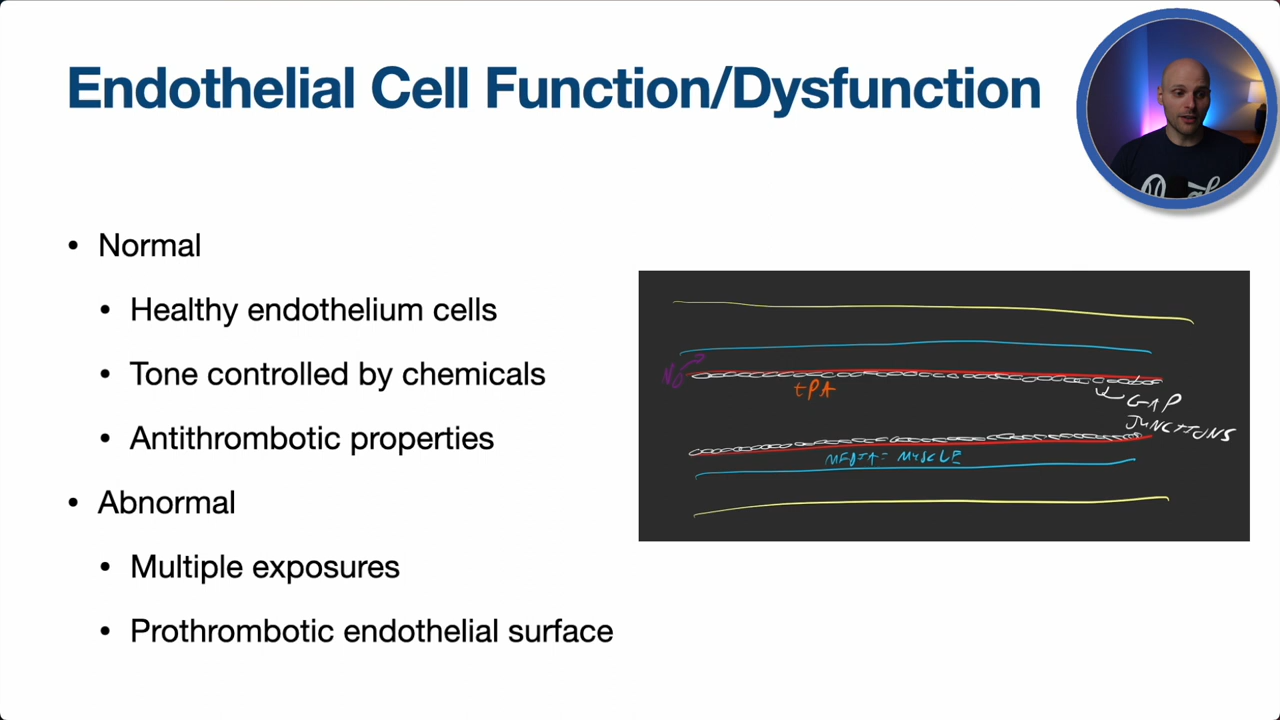 Endothelial Cell Function/Dysfunction
• Normal
• Healthy endothelium cells
• Tone controlled by chemicals
• Antithrombotic properties
• Abnormal
• Multiple exposures
• Prothrombotic endothelial surface
NO
tPA
GAP
JUNCTIONS
MEDIA = MUSCLE